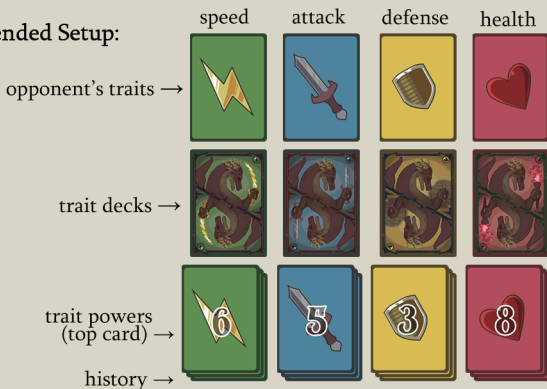 speed attack defense health
ended Setup:
opponent's traits →
trait decks →
trait powers
(top card) →
6 5 3 8
history →